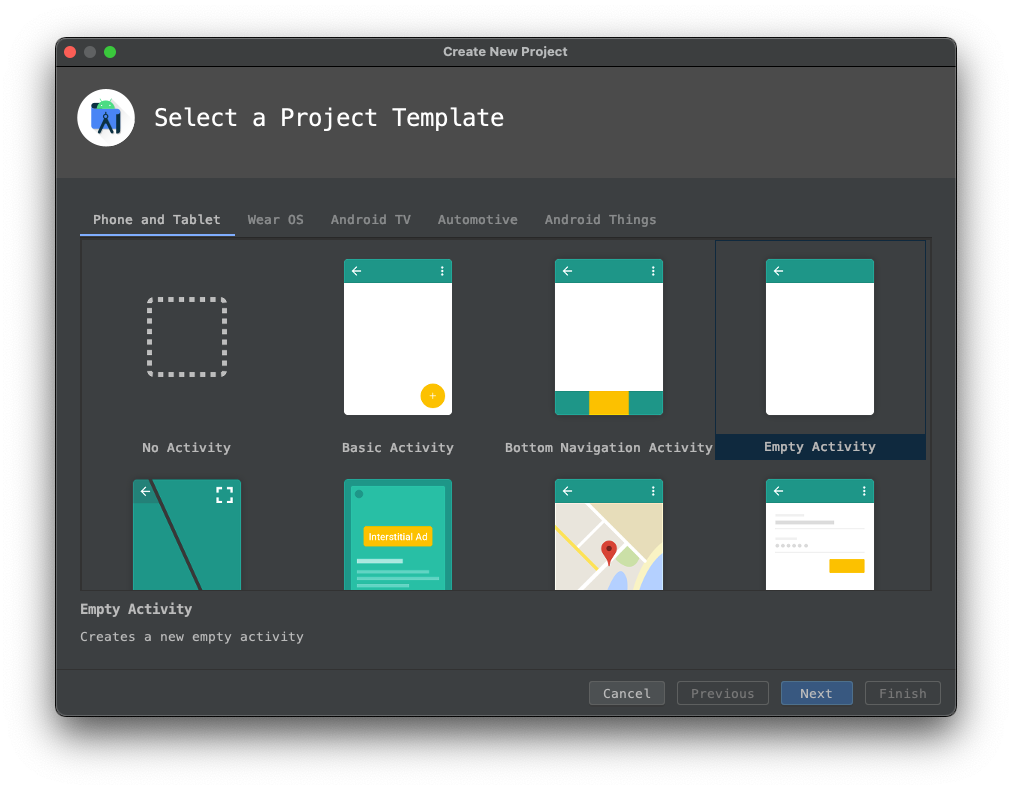 Create New Project
Select a Project Template
Phone and Tablet Wear OS Android TV Automotive Android Things
+
No Activity Basic Activity Bottom Navigation Activity Empty Activity
Interstitial Ad
Empty Activity
Creates a new empty activity
Cancel Previous Next Finish